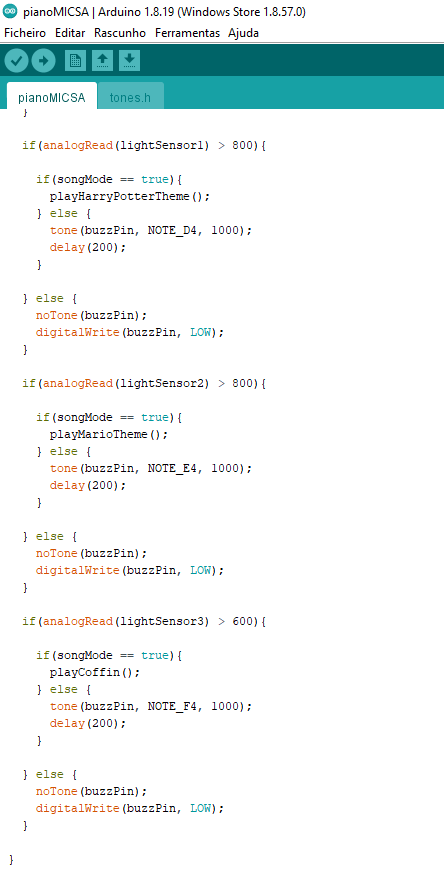 pianoMICSA | Arduino 1.8.19 (Windows Store 1.8.57.0)
Ficheiro Editar Rascunho Ferramentas Ajuda
pianoMICSA tones.h
}
if(analogRead(lightSensor1) > 800){
if(songMode == true){
playHarryPotterTheme();
} else {
tone(buzzPin, NOTE_D4, 1000);
delay(200);
}
} else {
noTone(buzzPin);
digitalWrite(buzzPin, LOW);
}
if(analogRead(lightSensor2) > 800){
if(songMode == true){
playMarioTheme();
} else {
tone(buzzPin, NOTE_E4, 1000);
delay(200);
}
} else {
noTone(buzzPin);
digitalWrite(buzzPin, LOW);
}
if(analogRead(lightSensor3) > 600){
if(songMode == true){
playCoffin();
} else {
tone(buzzPin, NOTE_F4, 1000);
delay(200);
}
} else {
noTone(buzzPin);
digitalWrite(buzzPin, LOW);
}
}